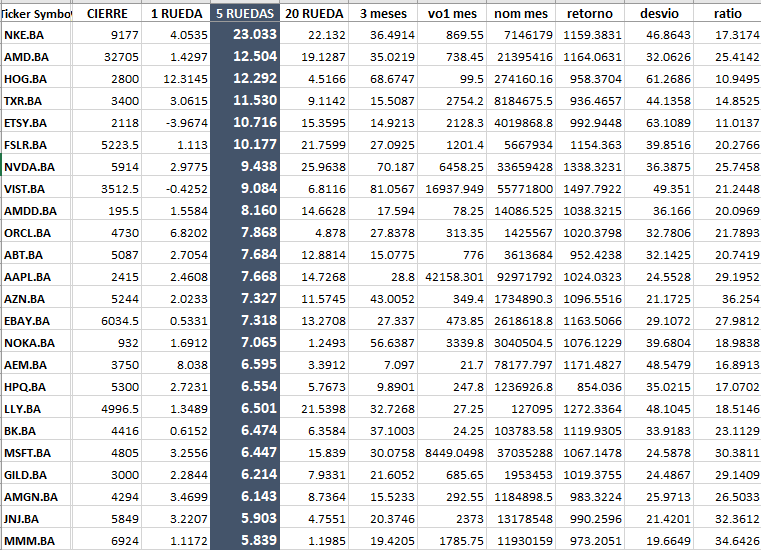 Ticker Symbo CIERRE 1 RUEDA 5 RUEDAS 20 RUEDA 3 meses vo1 mes nom mes retorno desvio ratio
NKE.BA 9177 4.0535 23.033 22.132 36.4914 869.55 7146179 1159.3831 46.8643 17.3174
AMD.BA 32705 1.4297 12.504 19.1287 35.0219 738.45 21395416 1164.0631 32.0626 25.4142
HOG.BA 2800 12.3145 12.292 4.5166 68.6747 99.5 274160.16 958.3704 61.2686 10.9495
TXR.BA 3400 3.0615 11.530 9.1142 15.5087 2754.2 8184675.5 936.4657 44.1358 14.8525
ETSY.BA 2118 -3.9674 10.716 15.3595 14.9213 2128.3 4019868.8 992.9448 63.1089 11.0137
FSLR.BA 5223.5 1.113 10.177 21.7599 27.0925 1201.4 5667934 1154.363 39.8516 20.2766
NVDA.BA 5914 2.9775 9.438 25.9638 70.187 6458.25 33659428 1338.3231 36.3875 25.7458
VIST.BA 3512.5 -0.4252 9.084 6.8116 81.0567 16937.949 55771800 1497.7922 49.351 21.2448
AMDD.BA 195.5 1.5584 8.160 14.6628 17.594 78.25 14086.525 1038.3215 36.166 20.0969
ORCL.BA 4730 6.8202 7.868 4.878 27.8378 313.35 1425567 1020.3798 32.7806 21.7893
ABT.BA 5087 2.7054 7.684 12.8814 15.0775 776 3613684 952.4238 32.1425 20.7419
AAPL.BA 2415 2.4608 7.668 14.7268 28.8 42158.301 92971792 1024.0323 24.5528 29.1952
AZN.BA 5244 2.0233 7.327 11.5745 43.0052 349.4 1734890.3 1096.5516 21.1725 36.254
EBAY.BA 6034.5 0.5331 7.318 13.2708 27.337 473.85 2618618.8 1163.5066 29.1072 27.9812
NOKA.BA 932 1.6912 7.065 1.2493 56.6387 3339.8 3040504.5 1076.1229 39.6804 18.9838
AEM.BA 3750 8.038 6.595 3.3912 7.097 21.7 78177.797 1171.4827 48.5479 16.8913
HPQ.BA 5300 2.7231 6.554 5.7673 9.8901 247.8 1236926.8 854.036 35.0215 17.0702
LLY.BA 4996.5 1.3489 6.501 21.5398 32.7268 27.25 127095 1272.3364 48.1045 18.5146
BK.BA 4416 0.6152 6.474 6.3584 37.1003 24.25 103783.58 1119.9305 33.9183 23.1129
MSFT.BA 4805 3.2556 6.447 15.839 30.0758 8449.0498 37035288 1067.1478 24.5878 30.3811
GILD.BA 3000 2.2844 6.214 7.9331 21.6052 685.65 1953453 1019.3755 24.4867 29.1409
AMGN.BA 4294 3.4699 6.143 8.7364 15.5233 292.55 1184898.5 983.3224 25.9713 26.5033
JNJ.BA 5849 3.2207 5.903 4.7551 20.3746 2373 13178548 990.2596 21.4201 32.3612
MMM.BA 6924 1.1172 5.839 1.1985 19.4205 1785.75 11930159 973.2051 19.6649 34.6426